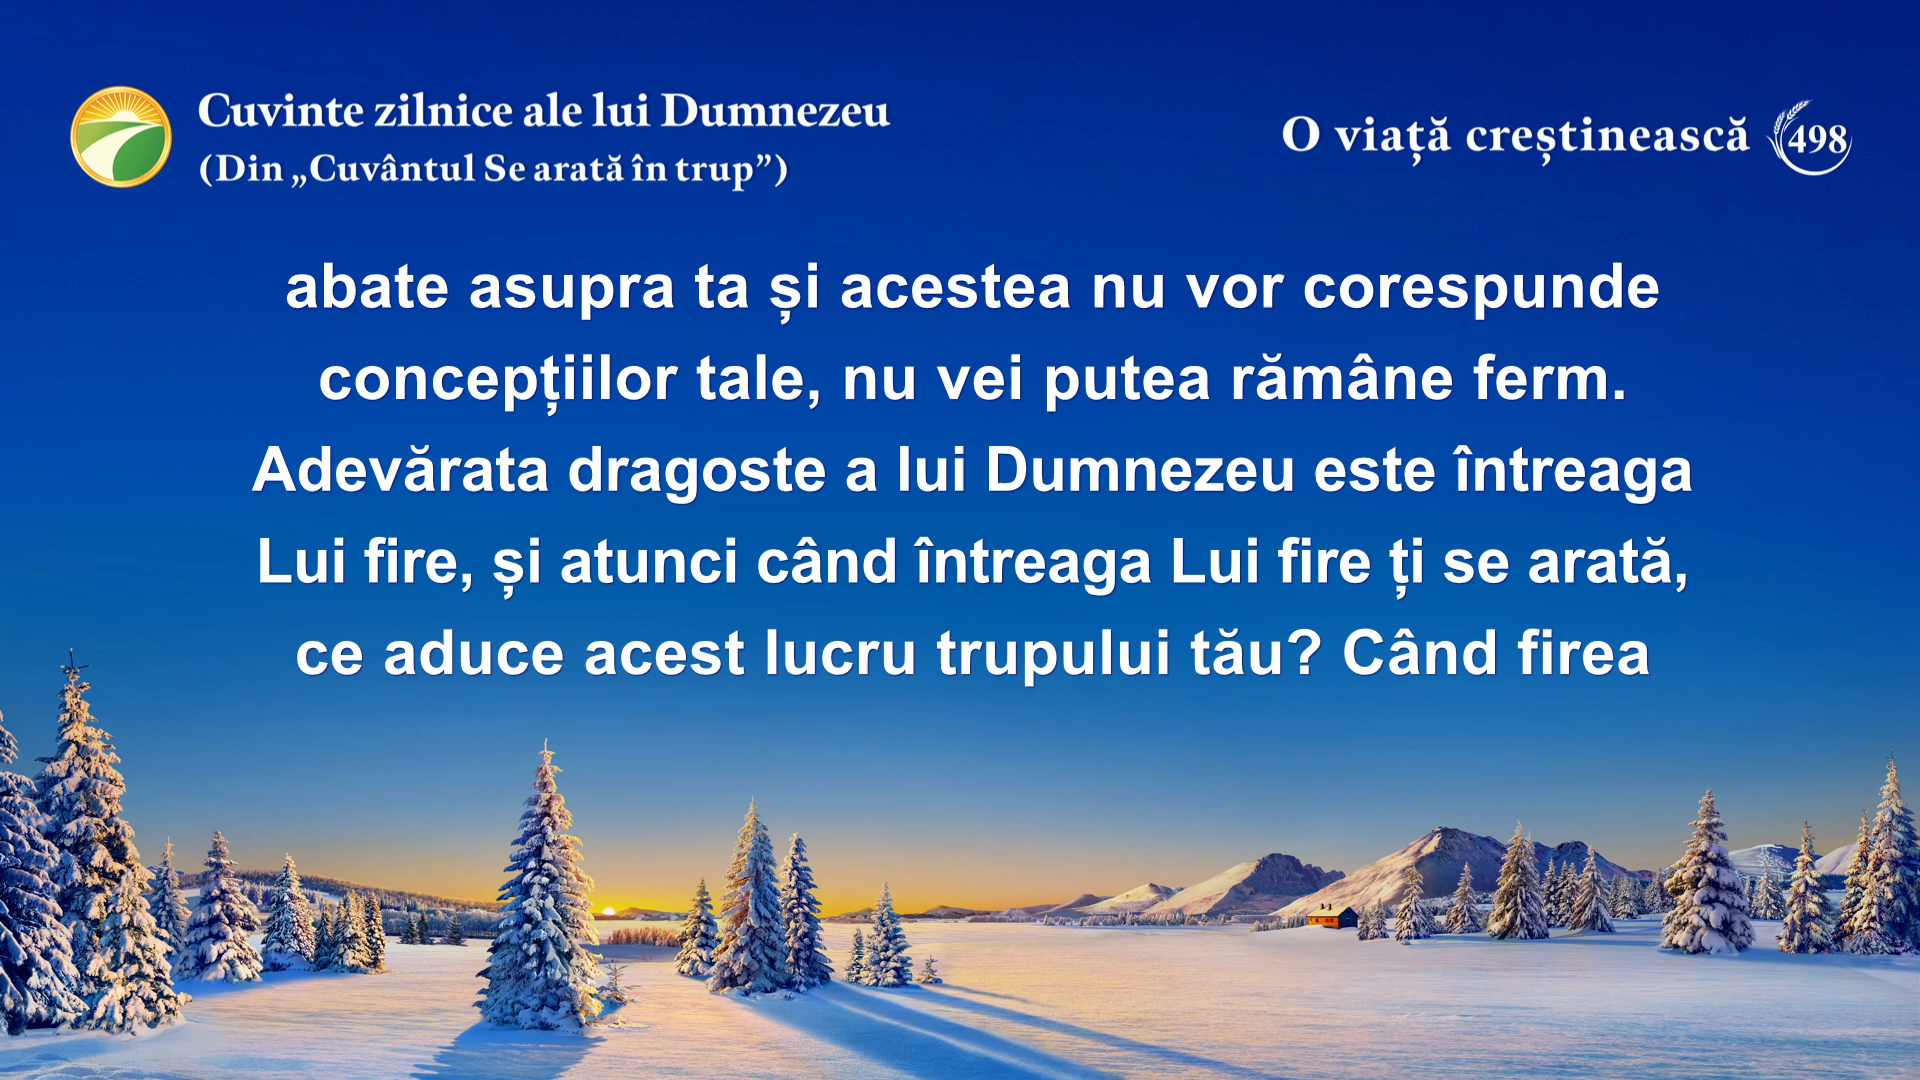 Cuvinte zilnice ale lui Dumnezeu
(Din „Cuvântul Se arată în trup”)
O viață creștinească 498
abate asupra ta și acestea nu vor corespunde
concepțiilor tale, nu vei putea rămâne ferm.
Adevărata dragoste a lui Dumnezeu este întreaga
Lui fire, și atunci când întreaga Lui fire ți se arată,
ce aduce acest lucru trupului tău? Când firea